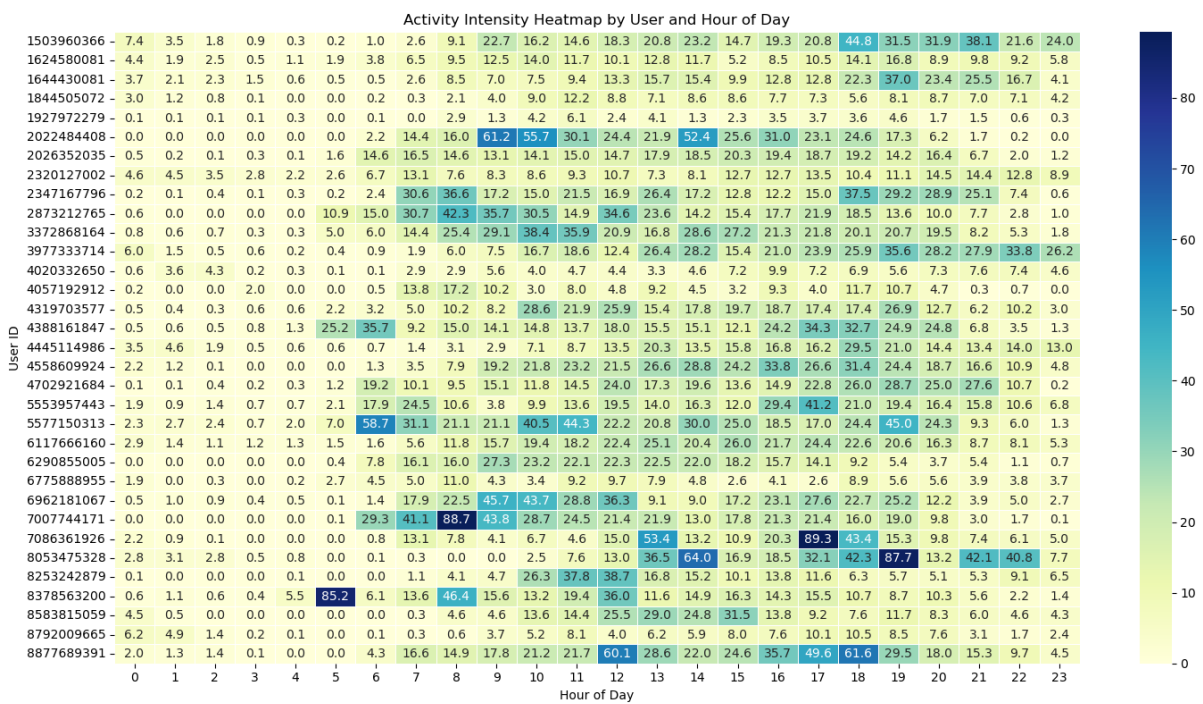 Activity Intensity Heatmap by User and Hour of Day
1503960366 7.4 3.5 1.8 0.9 0.3 0.2 1.0 2.6 9.1 22.7 16.2 14.6 18.3 20.8 23.2 14.7 19.3 20.8 44.8 31.5 31.9 38.1 21.6 24.0
1624580081 4.4 1.9 2.5 0.5 1.1 1.9 3.8 6.5 9.5 12.5 14.0 11.7 10.1 12.8 11.7 5.2 8.5 10.5 14.1 16.8 8.9 9.8 9.2 5.8
1644430081 3.7 2.1 2.3 1.5 0.6 0.5 0.5 2.6 8.5 7.0 7.5 9.4 13.3 15.7 15.4 9.9 12.8 12.8 22.3 37.0 23.4 25.5 16.7 4.1
1844505072 3.0 1.2 0.8 0.1 0.0 0.0 0.2 0.3 2.1 4.0 9.0 12.2 8.8 7.1 8.6 8.6 7.7 7.3 5.6 8.1 8.7 7.0 7.1 4.2
1927972279 0.1 0.1 0.1 0.1 0.3 0.0 0.1 0.0 2.9 1.3 4.2 6.1 2.4 4.1 1.3 2.3 3.5 3.7 3.6 4.6 1.7 1.5 0.6 0.3
2022484408 0.0 0.0 0.0 0.0 0.0 0.0 2.2 14.4 16.0 61.2 55.7 30.1 24.4 21.9 52.4 25.6 31.0 23.1 24.6 17.3 6.2 1.7 0.2 0.0
2026352035 0.5 0.2 0.1 0.3 0.1 1.6 14.6 16.5 14.6 13.1 14.1 15.0 14.7 17.9 18.5 20.3 19.4 18.7 19.2 14.2 16.4 6.7 2.0 1.2
2320127002 4.6 4.5 3.5 2.8 2.2 2.6 6.7 13.1 7.6 8.3 8.6 9.3 10.7 7.3 8.1 12.7 12.7 13.5 10.4 11.1 14.5 14.4 12.8 8.9
2347167796 0.2 0.1 0.4 0.1 0.3 0.2 2.4 30.6 36.6 17.2 15.0 21.5 16.9 26.4 17.2 12.8 12.2 15.0 37.5 29.2 28.9 25.1 7.4 0.6
2873212765 0.6 0.0 0.0 0.0 0.0 10.9 15.0 30.7 42.3 35.7 30.5 14.9 34.6 23.6 14.2 15.4 17.7 21.9 18.5 13.6 10.0 7.7 2.8 1.0
3372868164 0.8 0.6 0.7 0.3 0.3 5.0 6.0 14.4 25.4 29.1 38.4 35.9 20.9 14.8 28.6 27.2 21.3 21.8 20.1 20.7 19.5 8.2 5.3 1.8
3977333714 6.0 1.5 0.5 0.6 0.2 0.4 0.9 1.9 6.0 7.5 16.7 18.6 12.4 26.4 28.2 15.4 21.0 23.9 25.9 35.6 28.2 27.9 33.8 26.2
4020332650 0.6 3.6 4.3 0.2 0.3 0.1 0.1 2.9 2.9 5.6 4.0 4.7 4.4 3.3 4.6 7.2 9.9 7.2 6.9 5.6 7.3 7.6 7.4 4.6
4057192912 0.0 0.0 0.0 2.0 0.0 0.0 0.5 13.8 17.2 10.2 3.0 8.0 4.8 9.2 4.5 3.2 9.3 4.0 11.7 10.7 4.7 0.3 0.7 0.0
4319703577 0.5 0.4 0.3 0.6 0.6 2.2 3.2 5.0 10.2 8.2 28.6 21.9 25.9 15.4 17.8 19.7 18.7 17.4 17.4 26.9 12.7 6.2 10.2 3.0
4388161847 0.5 0.6 0.5 0.8 1.3 25.2 35.7 9.2 15.0 14.1 14.8 13.7 18.0 15.5 15.1 12.1 24.2 34.3 32.7 24.9 24.8 6.8 3.5 1.3
4445114986 3.5 4.6 1.9 0.5 0.6 0.6 0.7 1.4 3.1 2.9 7.1 8.7 13.5 20.3 13.5 15.8 16.8 16.2 29.5 21.0 14.4 13.4 14.0 13.0
4558609924 2.2 1.2 0.1 0.0 0.0 0.2 1.3 3.5 7.9 19.2 21.8 23.2 21.5 26.6 28.8 24.2 33.8 26.6 31.4 24.4 18.7 16.6 10.9 4.8
4702921684 0.1 0.1 0.4 0.2 0.3 1.2 19.2 10.1 9.5 15.1 11.8 14.5 24.0 17.3 19.6 13.6 14.9 22.8 26.0 28.7 25.0 27.6 10.7 0.2
5553957443 1.9 0.9 1.4 0.7 0.7 2.1 17.9 24.5 10.6 3.8 9.9 13.6 19.5 14.0 16.3 12.0 29.4 41.2 21.0 19.4 16.4 15.8 10.6 6.8
5577150313 2.3 2.7 2.4 0.7 2.0 7.0 58.7 31.1 21.1 21.1 40.5 44.3 22.2 20.8 30.0 25.0 18.5 17.0 24.4 45.0 24.3 9.3 6.0 1.3
6117666160 2.9 1.4 1.1 1.2 1.3 1.5 1.6 5.6 11.8 15.7 19.4 18.2 22.4 25.1 20.4 26.0 21.7 24.4 22.6 20.6 16.3 8.7 8.1 5.3
6290855005 0.0 0.0 0.0 0.0 0.0 0.4 7.8 16.1 16.0 27.3 23.2 22.1 22.3 22.5 22.0 18.2 15.7 14.1 9.2 5.4 3.7 5.4 1.1 0.7
6775888955 1.9 0.0 0.3 0.0 0.2 2.7 4.5 5.0 11.0 4.3 3.4 9.2 9.7 7.9 4.8 2.6 4.1 2.6 8.9 5.6 5.6 3.9 3.8 3.7
6962181067 0.5 1.0 0.9 0.4 0.5 0.1 1.4 17.9 22.5 45.7 43.7 28.8 36.3 9.1 9.0 17.2 23.1 27.6 22.7 25.2 12.2 3.9 5.0 2.7
7007744171 0.0 0.0 0.0 0.0 0.0 0.1 29.3 41.1 88.7 43.8 28.7 24.5 21.4 21.9 13.0 17.8 21.3 21.4 16.0 19.0 9.8 3.0 1.7 0.1
7086361926 2.2 0.9 0.1 0.0 0.0 0.0 0.8 13.1 7.8 4.1 6.7 4.6 15.0 53.4 13.2 10.9 20.3 89.3 43.4 15.3 9.8 7.4 6.1 5.0
8053475328 2.8 3.1 2.8 0.5 0.8 0.0 0.1 0.3 0.0 0.0 2.5 7.6 13.0 36.5 64.0 16.9 18.5 32.1 42.3 87.7 13.2 42.1 40.8 7.7
8253242879 0.1 0.0 0.0 0.0 0.1 0.0 0.0 1.1 4.1 4.7 26.3 37.8 38.7 16.8 15.2 10.1 13.8 11.6 6.3 5.7 5.1 5.3 9.1 6.5
8378563200 0.6 1.1 0.6 0.4 5.5 85.2 6.1 13.6 46.4 15.6 13.2 19.4 36.0 11.6 14.9 16.3 14.3 15.5 10.7 8.7 10.3 5.6 2.2 1.4
8583815059 4.5 0.5 0.0 0.0 0.0 0.0 0.3 0.3 4.6 4.6 13.6 14.4 25.5 29.0 24.8 31.5 13.8 9.2 7.6 11.7 8.3 6.0 4.6 4.3
8792009665 6.2 4.9 1.4 0.2 0.1 0.0 0.1 0.3 0.6 3.7 5.2 8.1 4.0 6.2 5.9 8.0 7.6 10.1 10.5 8.5 7.6 3.1 1.7 2.4
8877689391 2.0 1.3 1.4 0.1 0.0 0.0 4.3 16.6 14.9 17.8 21.2 21.7 60.1 28.6 22.0 24.6 35.7 49.6 61.6 29.5 18.0 15.3 9.7 4.5
0 1 2 3 4 5 6 7 8 9 10 11 12 13 14 15 16 17 18 19 20 21 22 23
Hour of Day
User ID
80
70
60
50
40
30
20
10
0